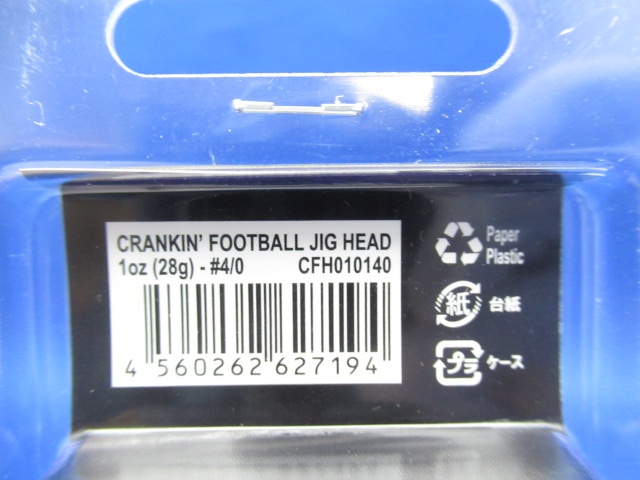 CRANKIN' FOOTBALL JIG HEAD
1oz (28g) - #4/0 CFH010140
4 560262 627194
Paper
Plastic
紙 台紙
プラ ケース